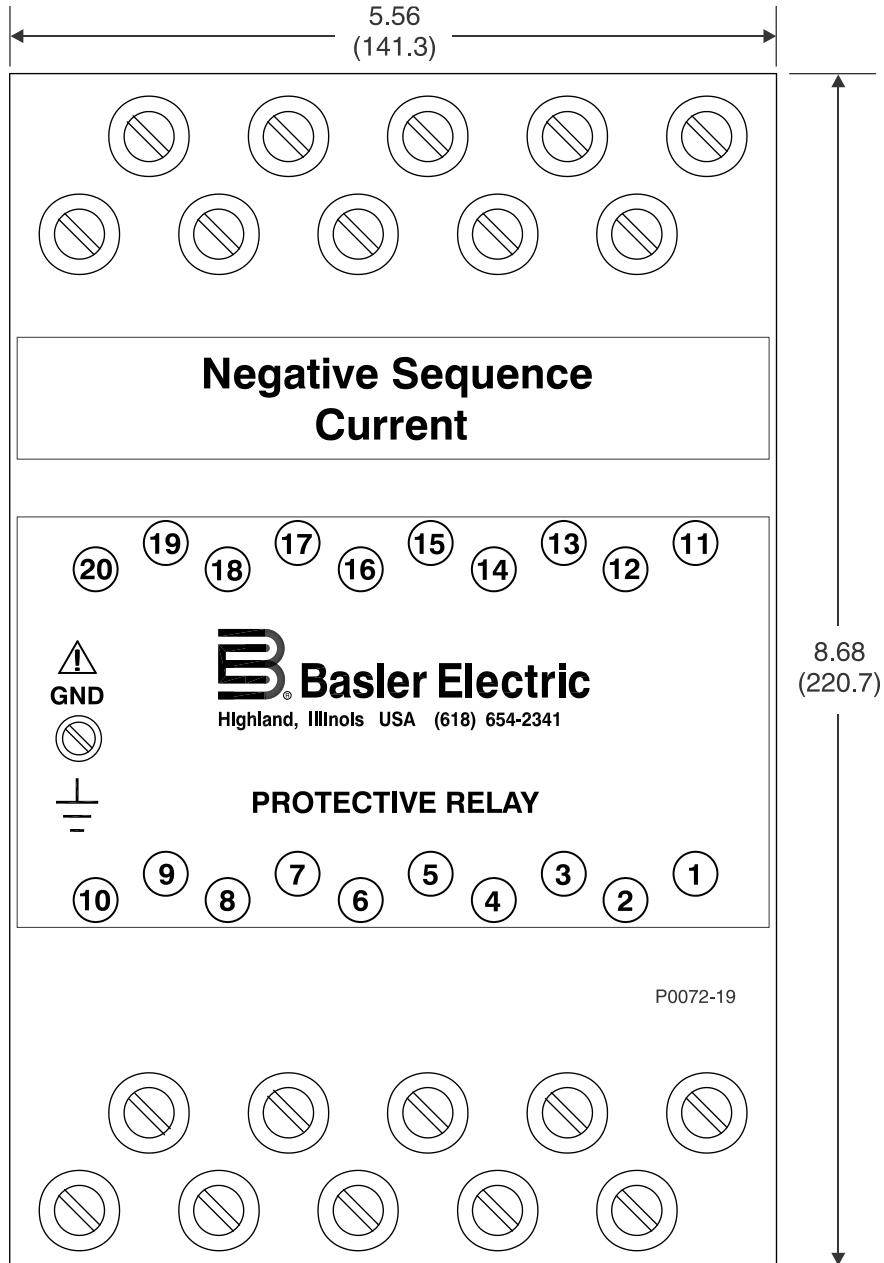 5.56
(141.3)
Negative Sequence
Current
19 17 15 13 11
20 18 16 14 12
8.68
(220.7)
GND
® Basler Electric
Highland, Illinois USA (618) 654-2341
PROTECTIVE RELAY
9 7 5 3 1
10 8 6 4 2
P0072-19